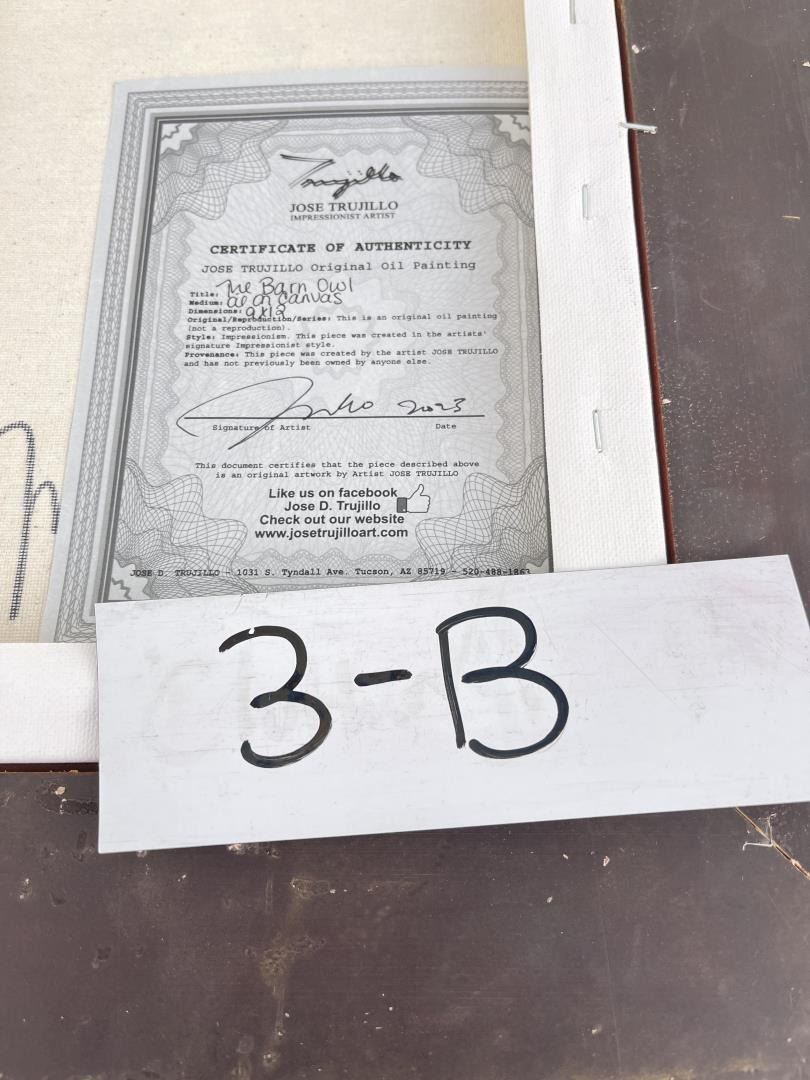 Trujillo
JOSE TRUJILLO
IMPRESSIONIST ARTIST
CERTIFICATE OF AUTHENTICITY
JOSE TRUJILLO Original Oil Painting
Title: The Barn Owl
Medium: oil on canvas
Dimensions: 9x12
Original/Reproduction/Series: This is an original oil painting
(not a reproduction).
Style: Impressionism. This piece was created in the artists'
signature Impressionist style.
Provenance: This piece was created by the artist JOSE TRUJILLO
and has not previously been owned by anyone else.
2023
Signature of Artist Date
This document certifies that the piece described above
is an original artwork by Artist JOSE TRUJILLO
Like us on facebook
Jose D. Trujillo
Check out our website
www.josetrujilloart.com
JOSE D. TRUJILLO - 1031 S. Tyndall Ave. Tucson, AZ 85719 - 520-488-1863
3-B